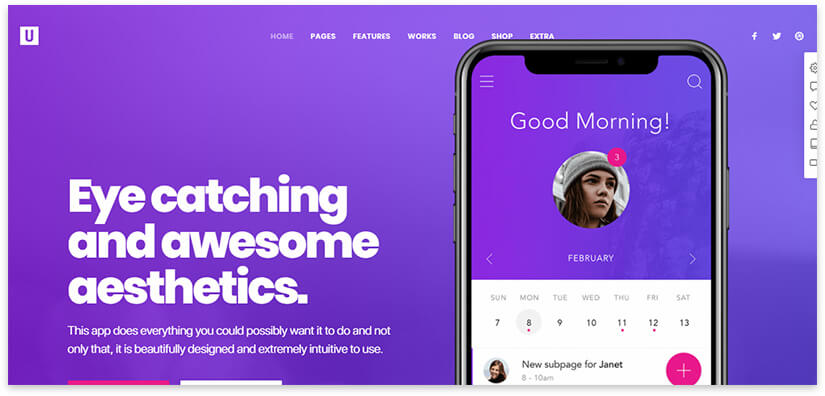 U
HOME PAGES FEATURES WORKS BLOG SHOP EXTRA
Eye catching
and awesome
aesthetics.
This app does everything you could possibly want it to do and not
only that, it is beautifully designed and extremely intuitive to use.
Good Morning!
3
FEBRUARY
SUN MON TUE WED THU FRI SAT
7 8 9 10 11 12 13
New subpage for Janet
8 - 10am